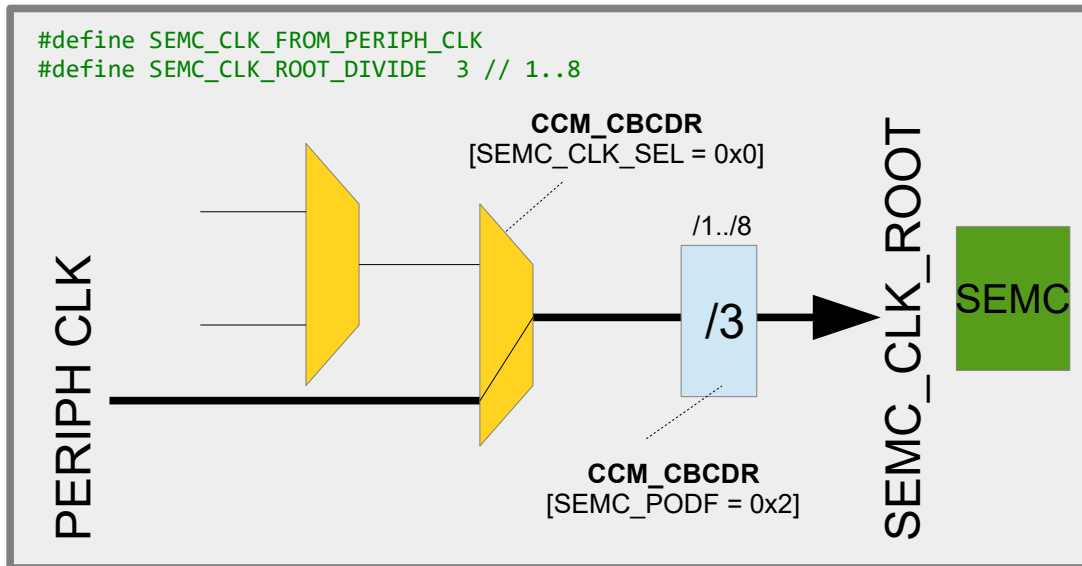 #define SEMC_CLK_FROM_PERIPH_CLK
#define SEMC_CLK_ROOT_DIVIDE  3 // 1..8
CCM_CBCDR
[SEMC_CLK_SEL = 0x0]
/1../8
PERIPH CLK
/3
SEMC_CLK_ROOT
SEMC
CCM_CBCDR
[SEMC_PODF = 0x2]